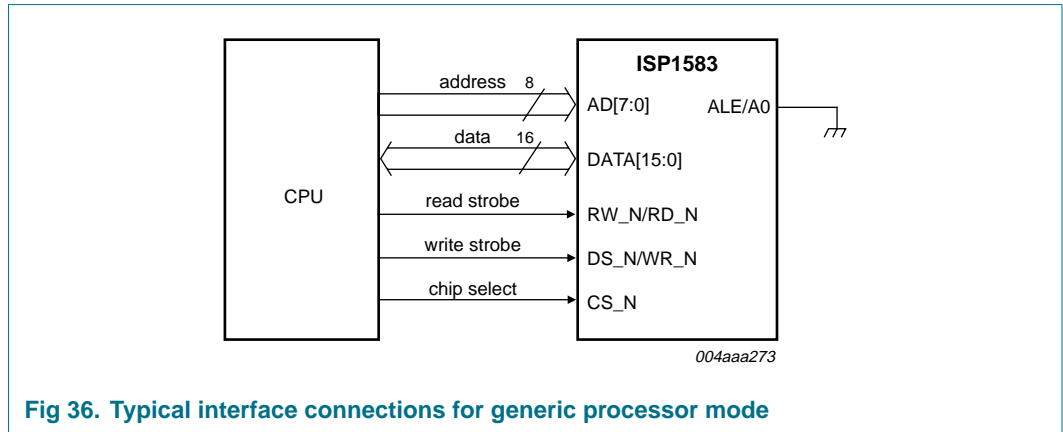 ISP1583
address 8
AD[7:0]
ALE/A0
data 16
DATA[15:0]
CPU
read strobe
RW_N/RD_N
write strobe
DS_N/WR_N
chip select
CS_N
004aaa273
Fig 36. Typical interface connections for generic processor mode